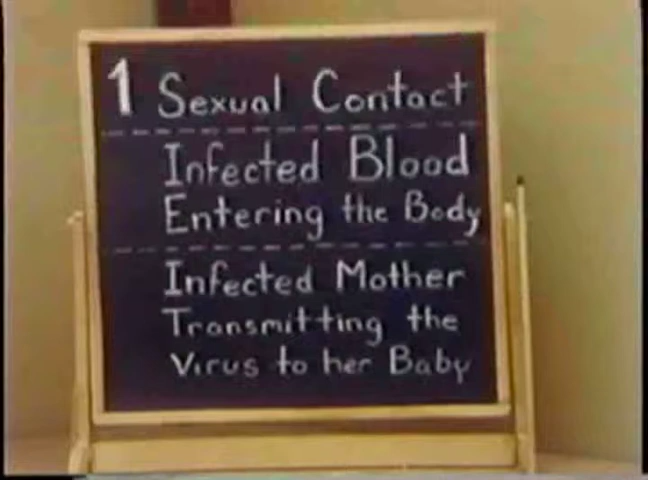 1 Sexual Contact
Infected Blood
Entering the Body
Infected Mother
Transmitting the
Virus to her Baby